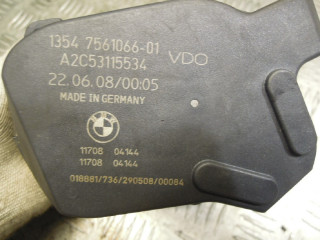 1354 7561066-01 VDO
A2C53115534
22.06.08/00:05
MADE IN GERMANY
BMW
11708 04144
11708 04144
018881/736/290508/00084